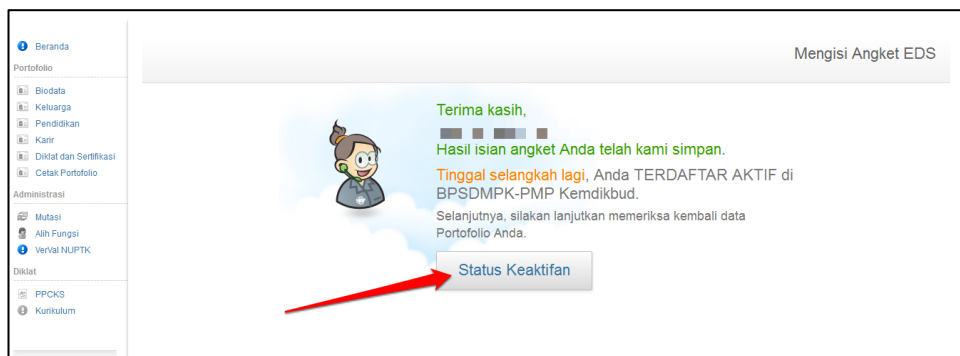 Beranda
Portofolio
Biodata
Keluarga
Pendidikan
Karir
Diklat dan Sertifikasi
Cetak Portofolio
Administrasi
Mutasi
Alih Fungsi
VerVal NUPTK
Diklat
PPCKS
Kurikulum
Mengisi Angket EDS
Terima kasih,
Hasil isian angket Anda telah kami simpan.
Tinggal selangkah lagi, Anda TERDAFTAR AKTIF di
BPSDMPK-PMP Kemdikbud.
Selanjutnya, silakan lanjutkan memeriksa kembali data
Portofolio Anda.
Status Keaktifan